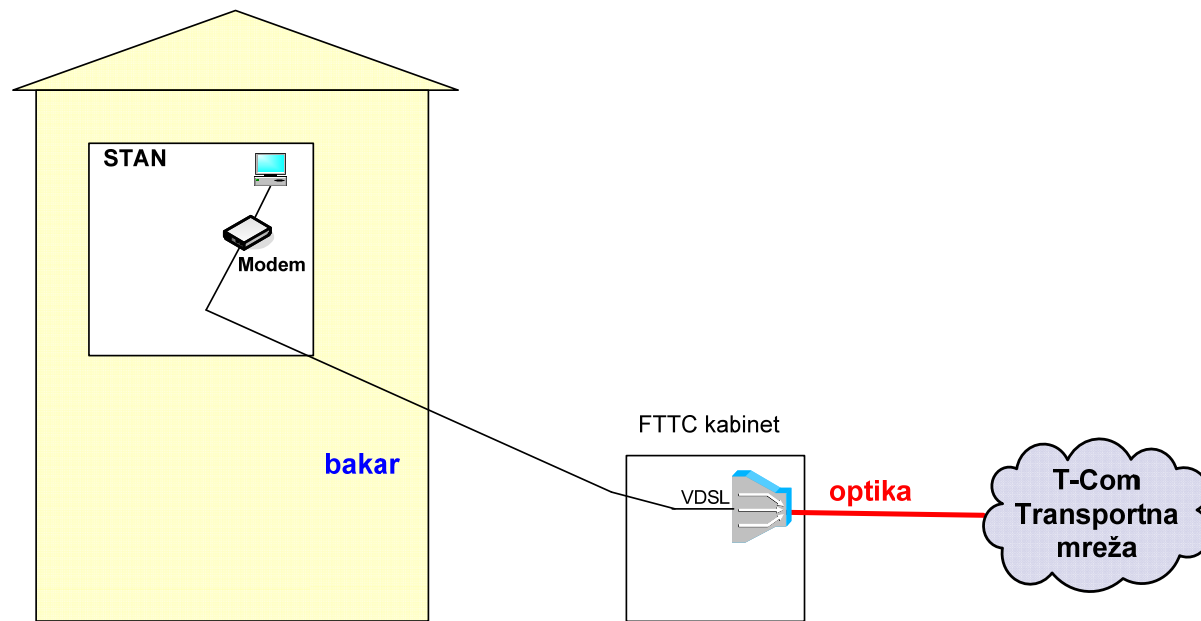 STAN
Modem
bakar
FTTC kabinet
VDSL
optika
T-Com
Transportna
mreža